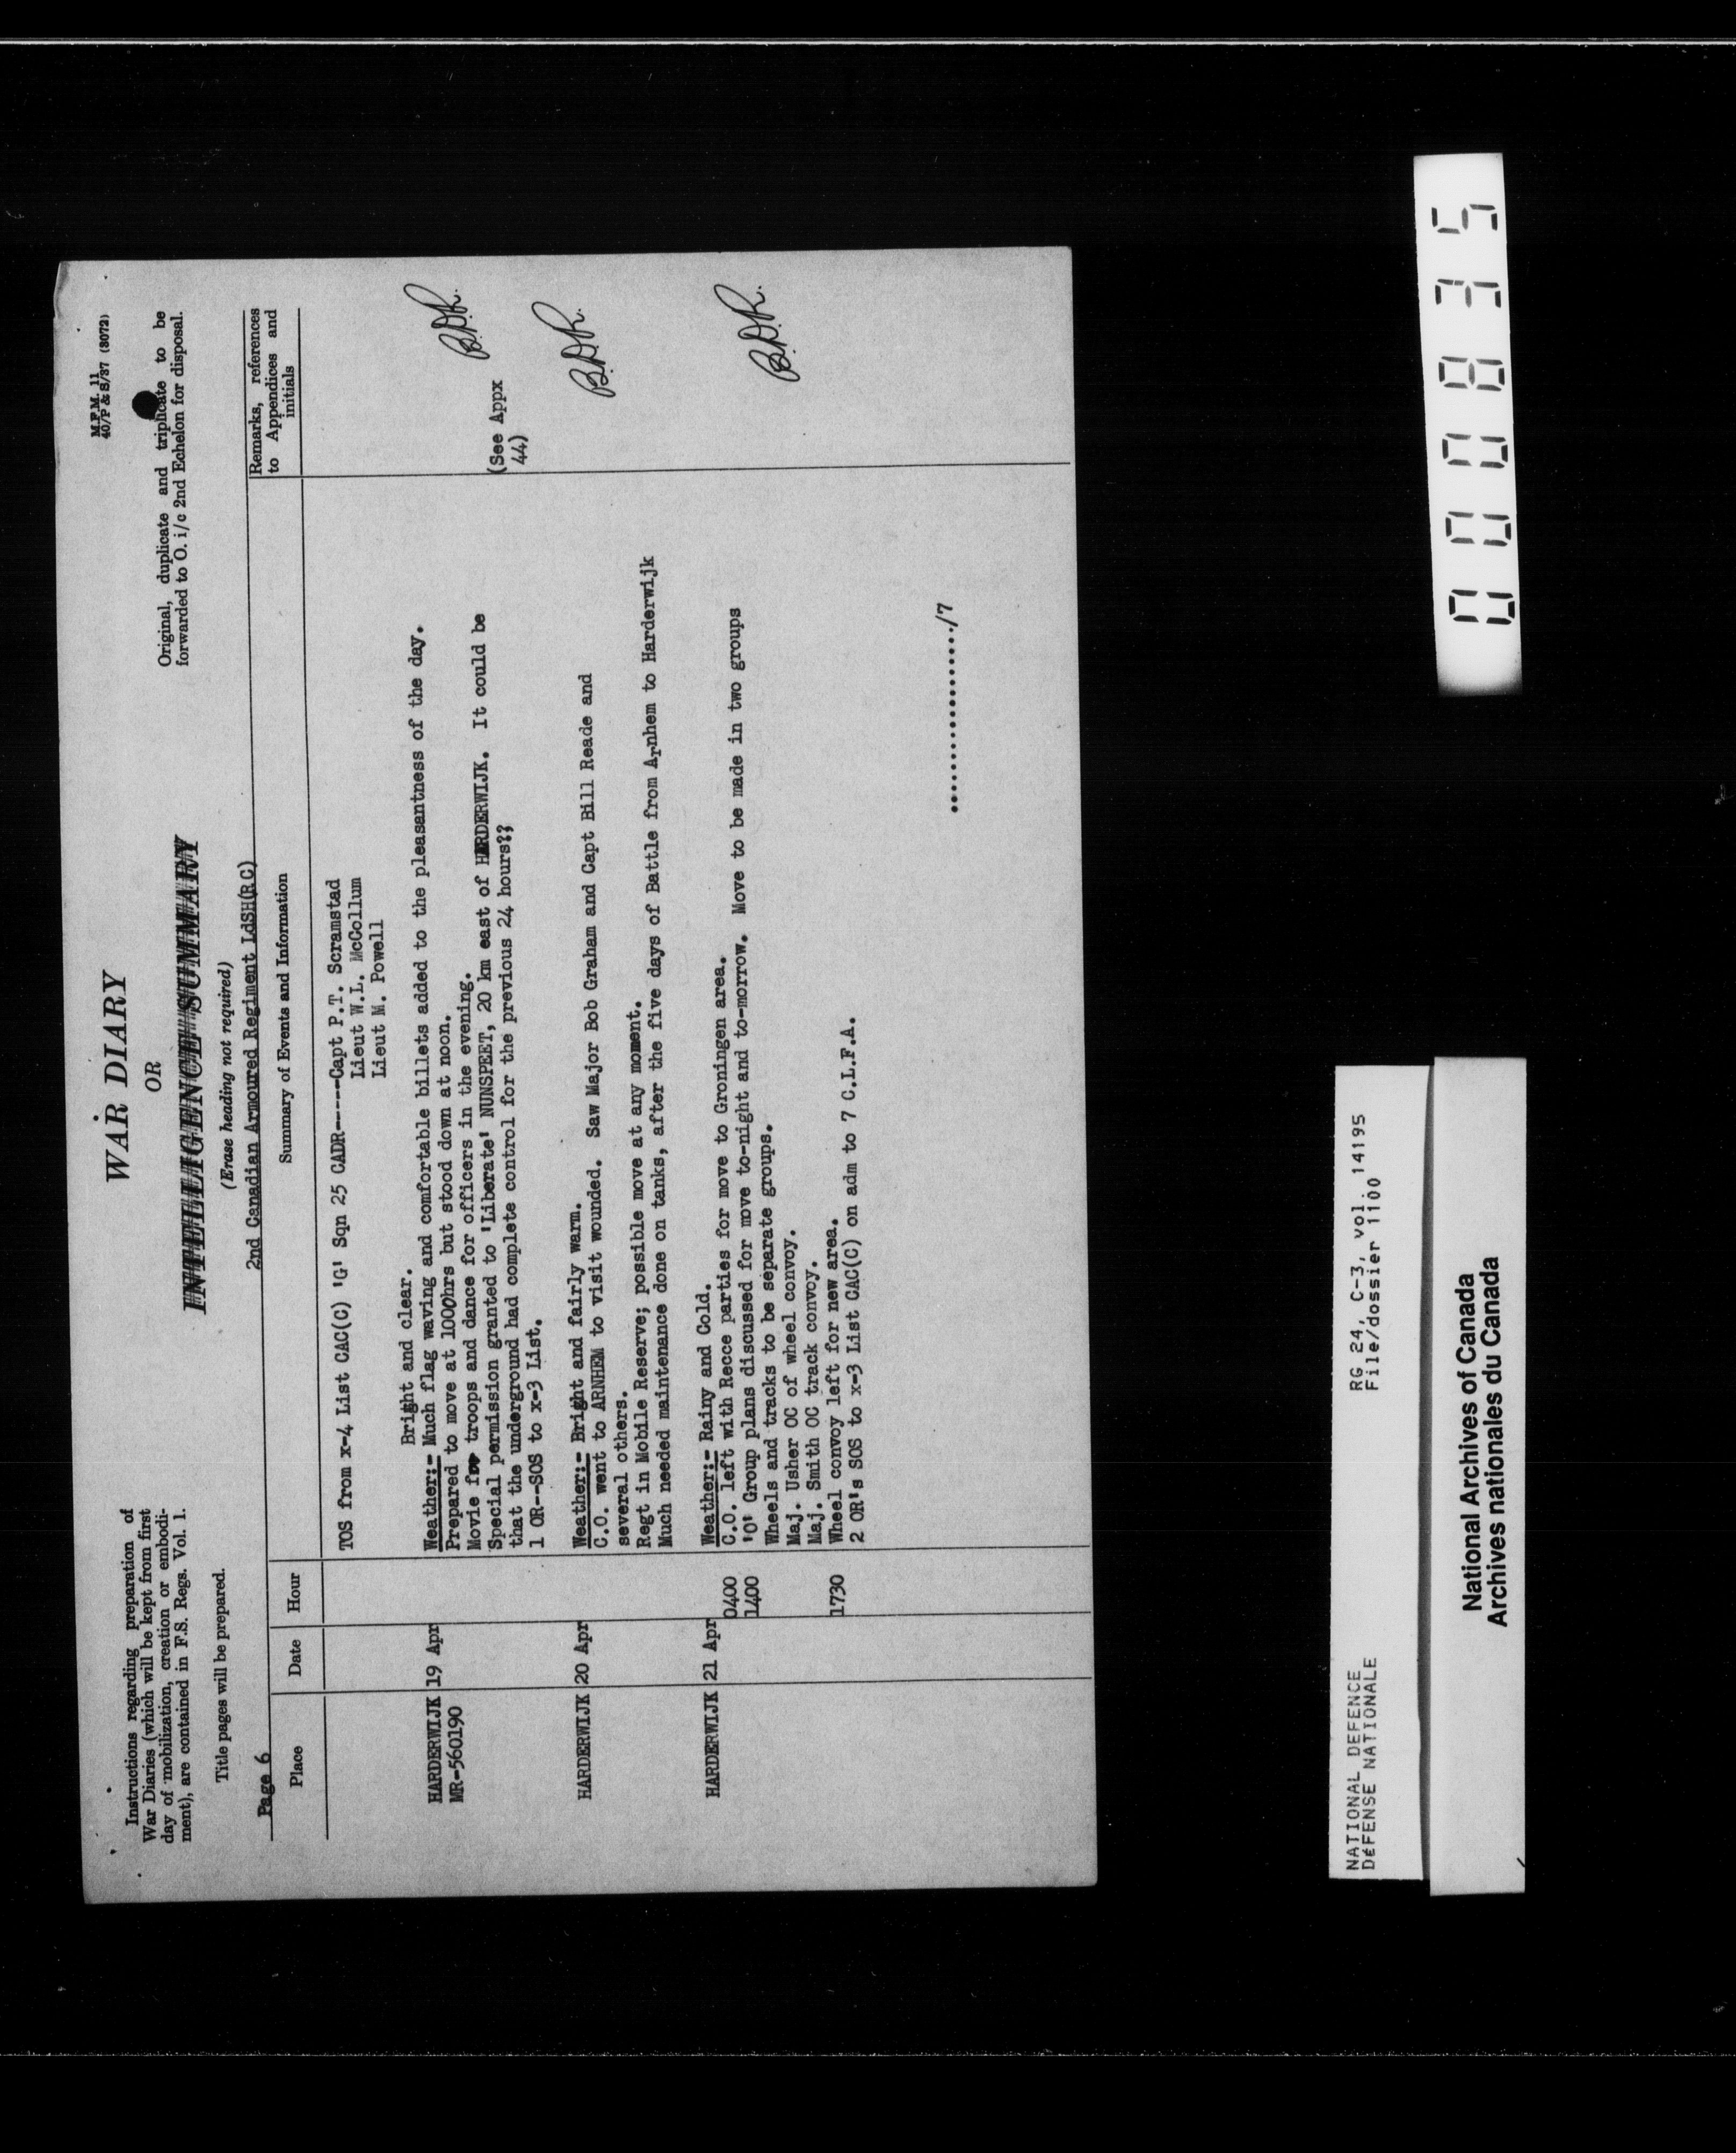 M.F.M. 11
40/P & S/37 (3072)
Instructions regarding preparation of
War Diaries (which will be kept from first
day of mobilization, creation or embodi-
ment), are contained in F.S. Regs. Vol. 1.
Title pages will be prepared.
WAR DIARY
OR
INTELLIGENCE SUMMARY
(Erase heading not required)
Original, duplicate and triplicate to be
forwarded to O. i/c 2nd Echelon for disposal.
Page 6
2nd Canadian Armoured Regiment LdSH(RC)
Place Date Hour Summary of Events and Information Remarks, references
to Appendices and
initials
TOS from x-4 List CAC(C) 'G' Sqn 25 CADR-----Capt P.T. Scramstad
Lieut W.L. McCollum
Lieut M. Powell
Bright and clear.
HARDERWIJK 19 Apr Weather:- Much flag waving and comfortable billets added to the pleasantness of the day.
MR-560190 Prepared to move at 1000hrs but stood down at noon.
Movie for troops and dance for officers in the evening. B.D.R.
Special permission granted to 'Liberate' NUNSPEET, 20 km east of HARDERWIJK. It could be (See Appx
that the underground had complete control for the previous 24 hours?? 44)
1 OR--SOS to x-3 List.
HARDERWIJK 20 Apr Weather:- Bright and fairly warm. B.D.R.
C.O. went to ARNHEM to visit wounded. Saw Major Bob Graham and Capt Bill Reade and
several others.
Regt in Mobile Reserve; possible move at any moment.
Much needed maintenance done on tanks, after the five days of Battle from Arnhem to Harderwijk
HARDERWIJK 21 Apr Weather:- Rainy and Cold.
0400 C.O. left with Recce parties for move to Groningen area.
1400 'O' Group plans discussed for move to-night and to-morrow. Move to be made in two groups
Wheels and tracks to be separate groups. B.D.R.
Maj. Usher OC of wheel convoy.
Maj. Smith OC track convoy.
1730 Wheel convoy left for new area.
2 OR's SOS to x-3 List CAC(C) on adm to 7 C.L.F.A.
...................../7
NATIONAL DEFENCE RG 24, C-3, vol. 14195
DÉFENSE NATIONALE File/dossier 1100
National Archives of Canada
Archives nationales du Canada
000835